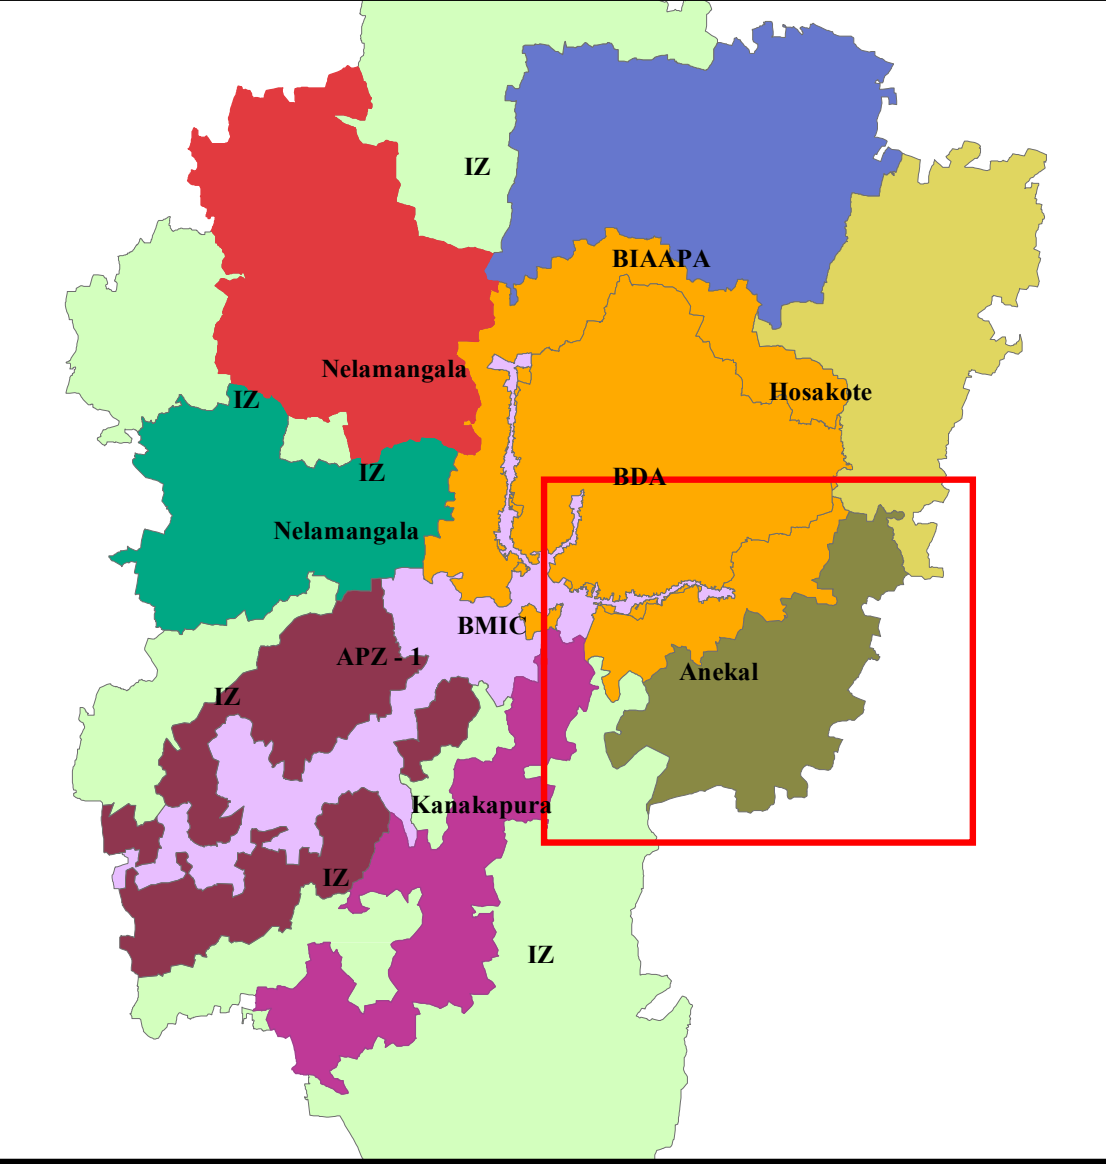 IZ
BIAAPA
Nelamangala
Hosakote
IZ
IZ
BDA
Nelamangala
BMIC
APZ - 1
Anekal
IZ
Kanakapura
IZ
IZ